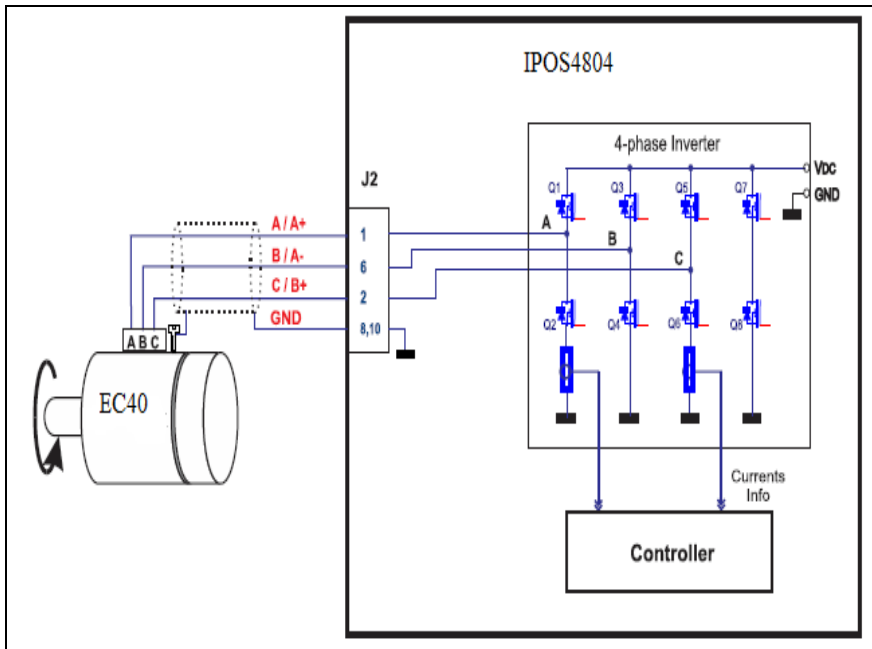 IPOS4804
4-phase Inverter
VDC
GND
Q1
Q3
Q5
Q7
J2
A / A+
1
A
B / A-
6
B
C / B+
2
C
GND
8,10
Q2
Q4
Q6
Q8
A B C
EC40
Currents
Info
Controller